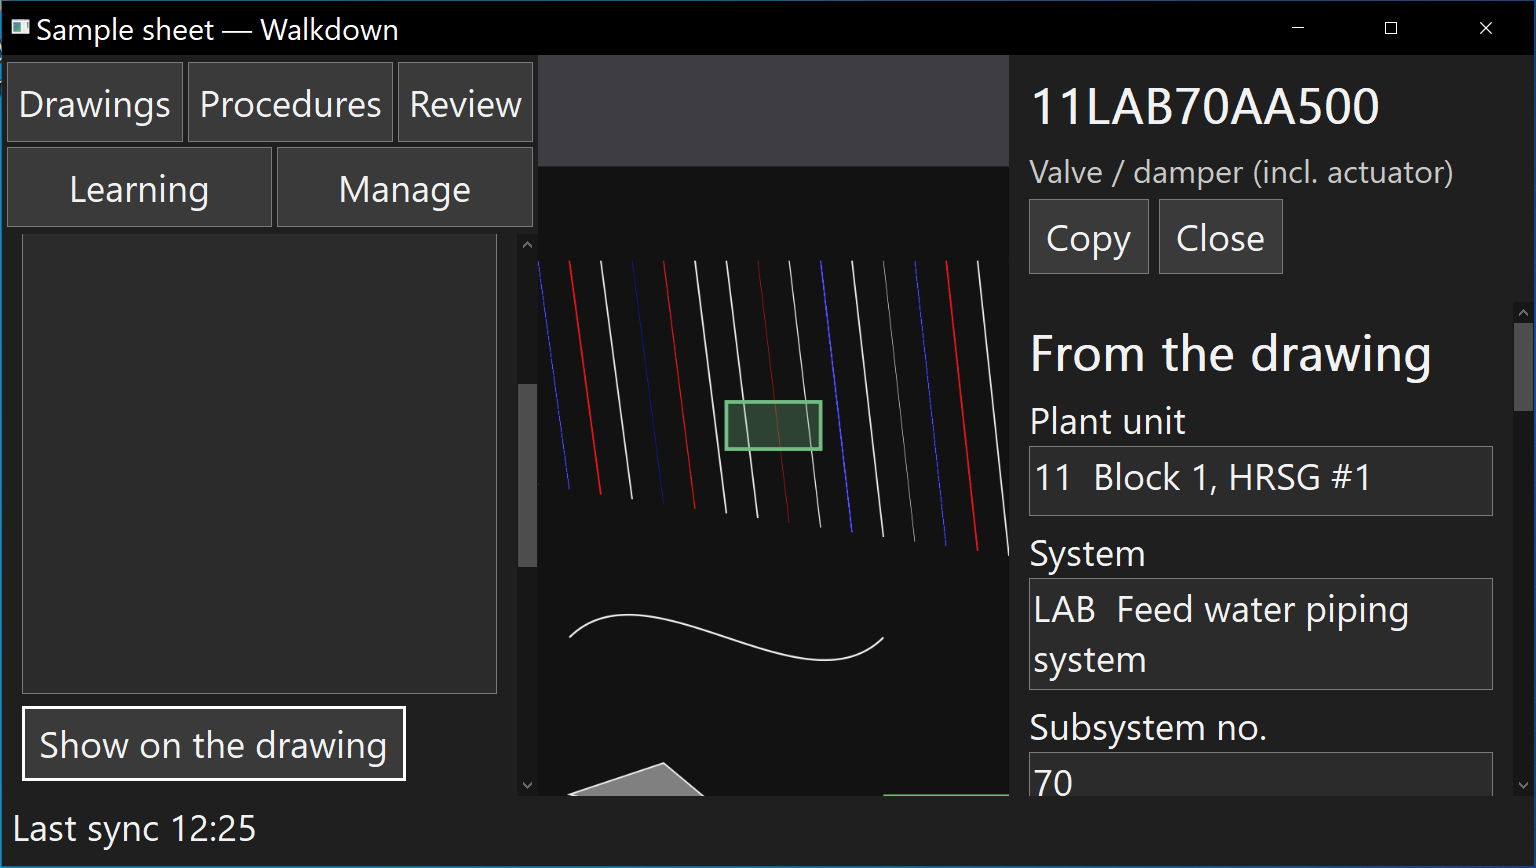 Sample sheet — Walkdown
Drawings
Procedures
Review
Learning
Manage
Show on the drawing
Last sync 12:25
11LAB70AA500
Valve / damper (incl. actuator)
Copy
Close
From the drawing
Plant unit
11  Block 1, HRSG #1
System
LAB  Feed water piping
system
Subsystem no.
70